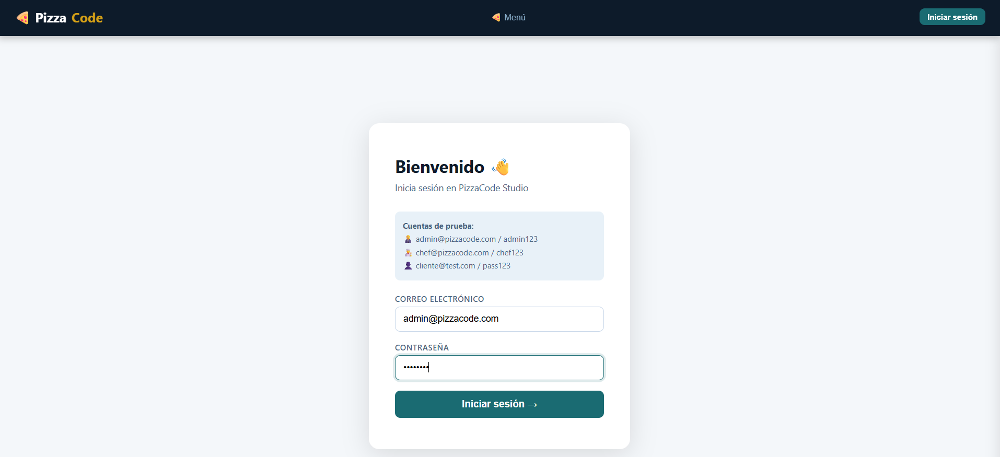 Pizza Code
Menú
Iniciar sesión
Bienvenido
Inicia sesión en PizzaCode Studio
Cuentas de prueba:
admin@pizzacode.com / admin123
chef@pizzacode.com / chef123
cliente@test.com / pass123
CORREO ELECTRÓNICO
admin@pizzacode.com
CONTRASEÑA
••••••••
Iniciar sesión →